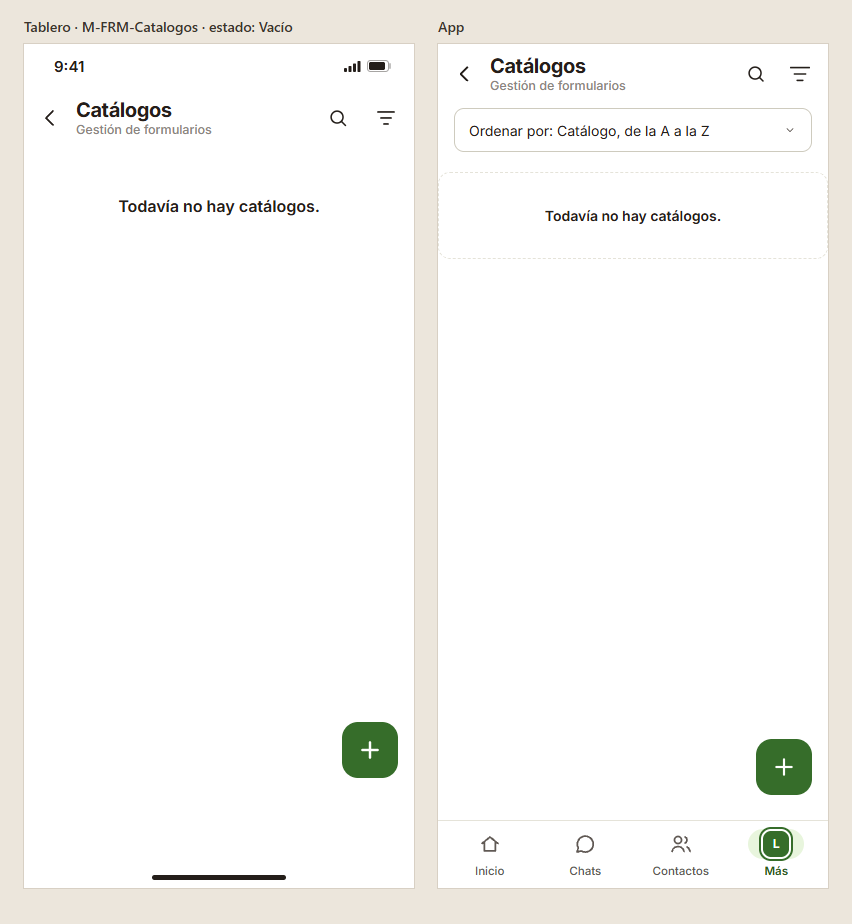 Tablero · M-FRM-Catalogos · estado: Vacío
9:41
Catálogos
Gestión de formularios
Todavía no hay catálogos.
App
Catálogos
Gestión de formularios
Ordenar por: Catálogo, de la A a la Z
Todavía no hay catálogos.
L
Inicio
Chats
Contactos
Más